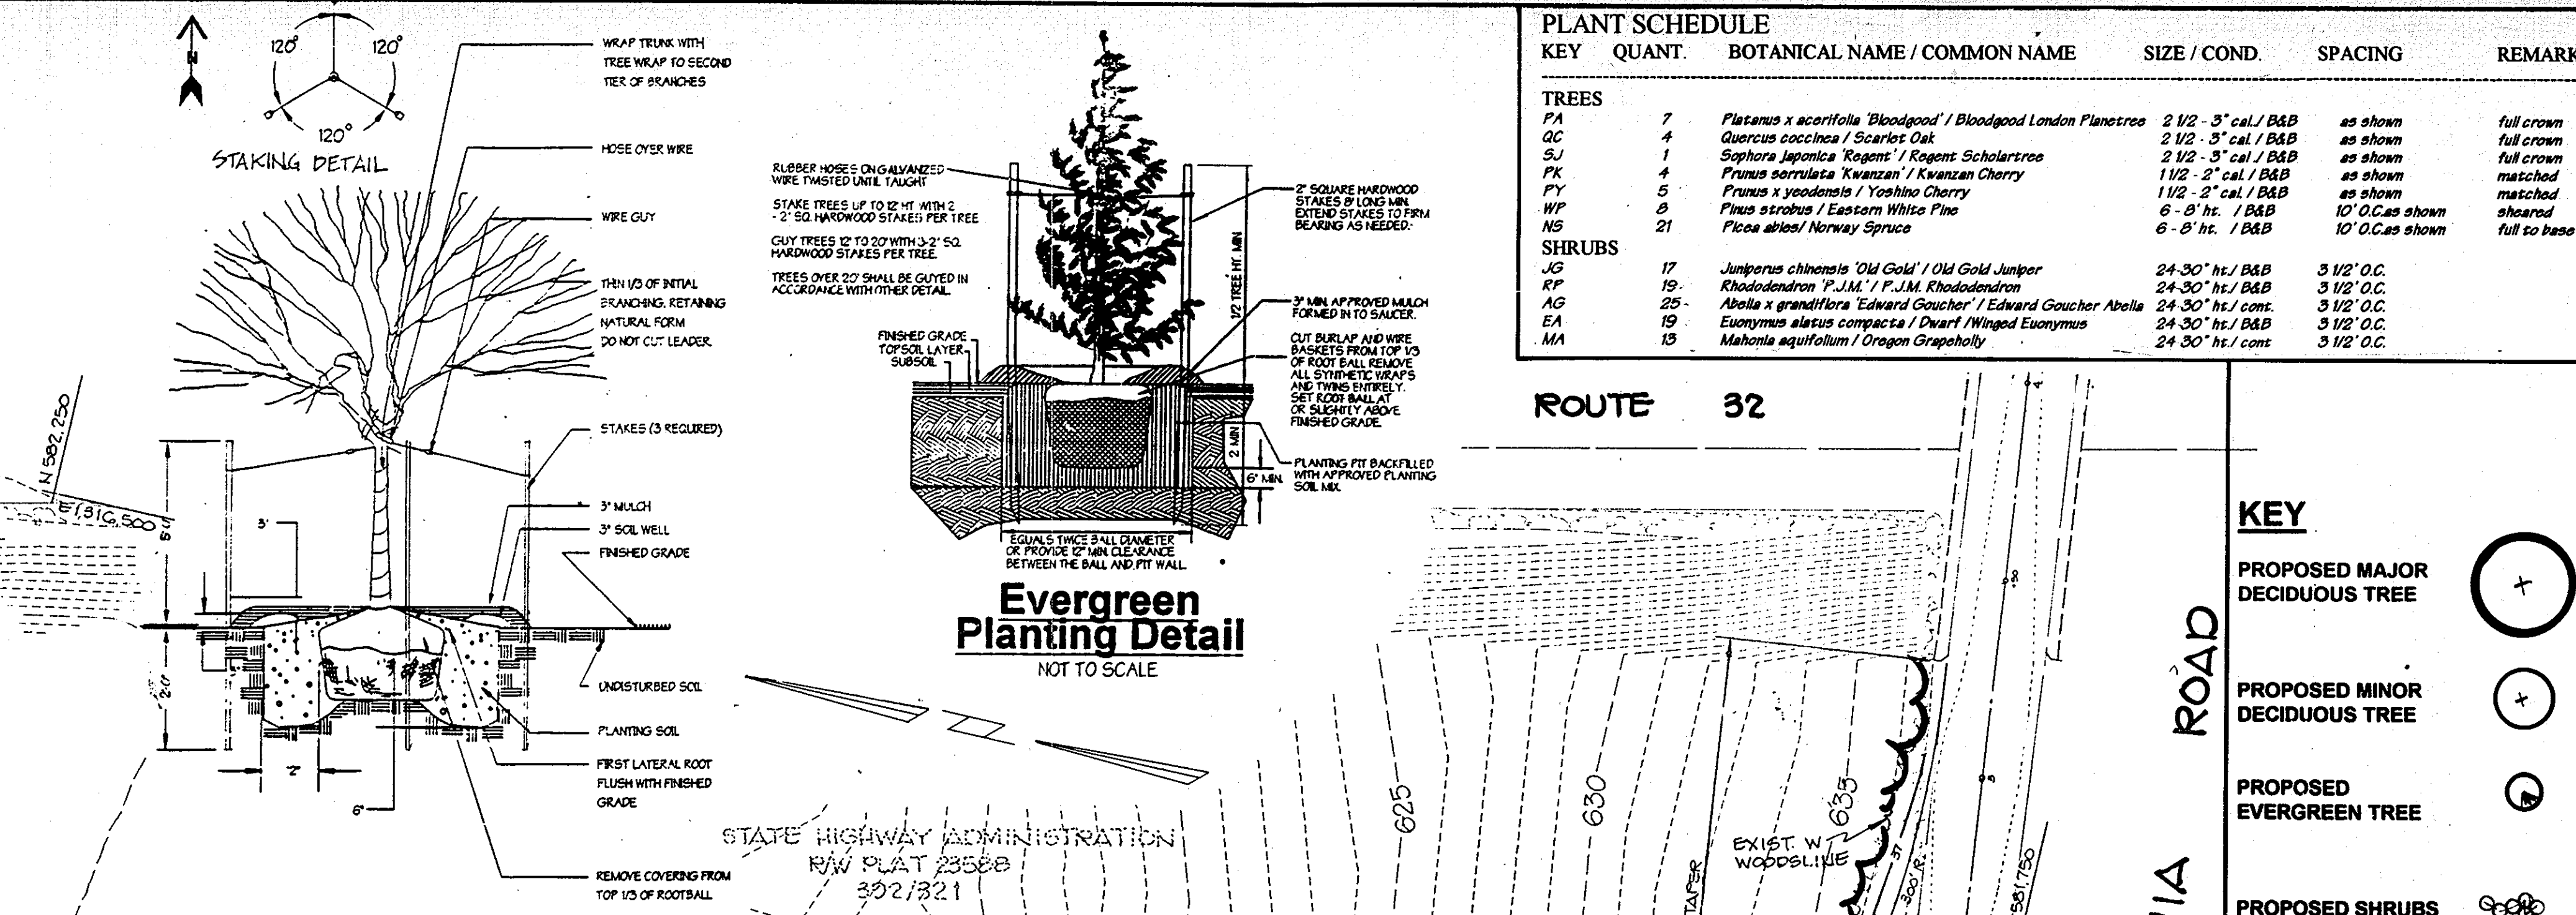 120°
120°
120°
N
STAKING DETAIL
WRAP TRUNK WITH
TREE WRAP TO SECOND
TIER OF BRANCHES
HOSE OVER WIRE
WIRE GUY
THIN 1/3 OF INITIAL
BRANCHING, RETAINING
NATURAL FORM
DO NOT CUT LEADER
STAKES (3 REQUIRED)
3" MULCH
3" SOIL WELL
FINISHED GRADE
UNDISTURBED SOIL
PLANTING SOIL
FIRST LATERAL ROOT
FLUSH WITH FINISHED
GRADE
REMOVE COVERING FROM
TOP 1/3 OF ROOTBALL
N 582,250
E1,316,500
3'
2'-0"
6"
RUBBER HOSES ON GALVANIZED
WIRE TWISTED UNTIL TAUGHT
STAKE TREES UP TO 12' HT WITH 2
- 2" SQ. HARDWOOD STAKES PER TREE
GUY TREES 12' TO 20' WITH 3-2" SQ.
HARDWOOD STAKES PER TREE.
TREES OVER 20' SHALL BE GUYED IN
ACCORDANCE WITH OTHER DETAIL
FINISHED GRADE
TOPSOIL LAYER
SUBSOIL
2" SQUARE HARDWOOD
STAKES 8' LONG MIN.
EXTEND STAKES TO FIRM
BEARING AS NEEDED.
1/2 TREE HT. MIN
3" MIN. APPROVED MULCH
FORMED IN TO SAUCER.
CUT BURLAP AND WIRE
BASKETS FROM TOP 1/3
OF ROOT BALL REMOVE
ALL SYNTHETIC WRAPS
AND TWINS ENTIRELY.
SET ROOT BALL AT
OR SLIGHTLY ABOVE
FINISHED GRADE.
2 MIN
6" MIN.
PLANTING PIT BACKFILLED
WITH APPROVED PLANTING
SOIL MIX.
EQUALS TWICE BALL DIAMETER
OR PROVIDE 12" MIN. CLEARANCE
BETWEEN THE BALL AND PIT WALL.
Evergreen
Planting Detail
NOT TO SCALE
PLANT SCHEDULE
KEY QUANT. BOTANICAL NAME / COMMON NAME SIZE / COND. SPACING REMARK
TREES
PA 7 Platanus x acerifolia 'Bloodgood' / Bloodgood London Planetree 2 1/2 - 3" cal./ B&B as shown full crown
QC 4 Quercus coccinea / Scarlet Oak 2 1/2 - 3" cal. / B&B as shown full crown
SJ 1 Sophora japonica 'Regent' / Regent Scholartree 2 1/2 - 3" cal. / B&B as shown full crown
PK 4 Prunus serrulata 'Kwanzan' / Kwanzan Cherry 1 1/2 - 2" cal. / B&B as shown matched
PY 5 Prunus x yeodensis / Yoshino Cherry 1 1/2 - 2" cal. / B&B as shown matched
WP 8 Pinus strobus / Eastern White Pine 6 - 8' ht. / B&B 10' O.C.as shown sheared
NS 21 Picea abies/ Norway Spruce 6 - 8' ht. / B&B 10' O.C.as shown full to base
SHRUBS
JG 17 Juniperus chinensis 'Old Gold' / Old Gold Juniper 24-30" ht./ B&B 3 1/2' O.C.
RP 19 Rhododendron 'P.J.M.' / P.J.M. Rhododendron 24-30" ht./ B&B 3 1/2' O.C.
AG 25 Abelia x grandiflora 'Edward Goucher' / Edward Goucher Abelia 24-30" ht./ cont. 3 1/2' O.C.
EA 19 Euonymus alatus compacta / Dwarf /Winged Euonymus 24-30" ht./ B&B 3 1/2' O.C.
MA 13 Mahonia aquifolium / Oregon Grapeholly 24-30" ht./ cont 3 1/2' O.C.
ROUTE 32
ROAD
625
630
635
EXIST. W
WOODSLINE
TAPER
37
300' R.
581,750
STATE HIGHWAY ADMINISTRATION
R/W PLAT 23588
392/321
KEY
PROPOSED MAJOR
DECIDUOUS TREE
PROPOSED MINOR
DECIDUOUS TREE
PROPOSED
EVERGREEN TREE
PROPOSED SHRUBS